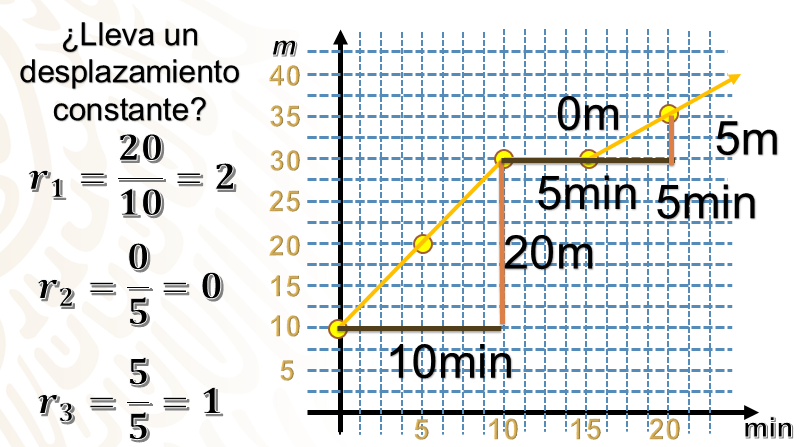 ¿Lleva un
desplazamiento
constante?
r₁ = 20/10 = 2
r₂ = 0/5 = 0
r₃ = 5/5 = 1
m
40
35
30
25
20
15
10
5
0m
5m
5min 5min
20m
10min
5 10 15 20 min